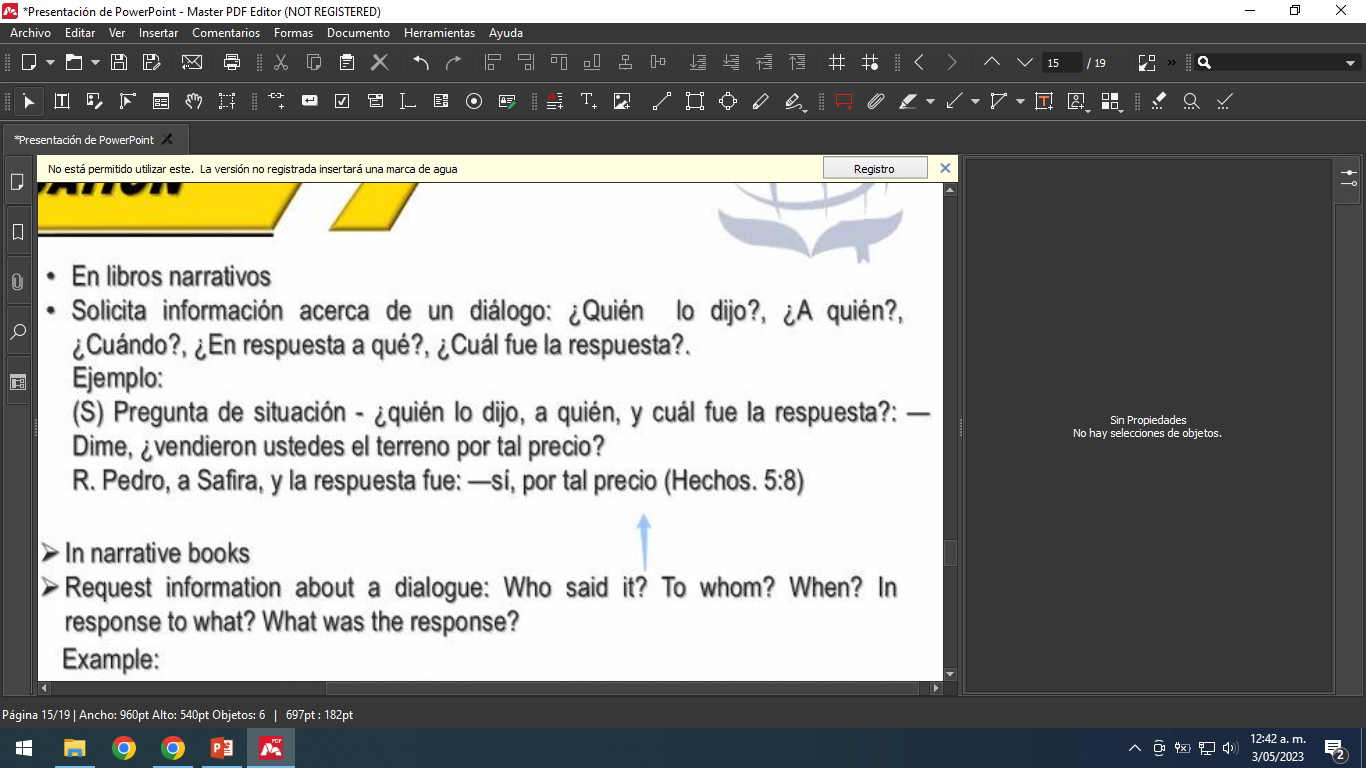 *Presentación de PowerPoint - Master PDF Editor (NOT REGISTERED)
Archivo Editar Ver Insertar Comentarios Formas Documento Herramientas Ayuda
15 / 19
*Presentación de PowerPoint
No está permitido utilizar este. La versión no registrada insertará una marca de agua
Registro
• En libros narrativos
• Solicita información acerca de un diálogo: ¿Quién lo dijo?, ¿A quién?,
¿Cuándo?, ¿En respuesta a qué?, ¿Cuál fue la respuesta?.
Ejemplo:
(S) Pregunta de situación - ¿quién lo dijo, a quién, y cuál fue la respuesta?: —
Dime, ¿vendieron ustedes el terreno por tal precio?
R. Pedro, a Safira, y la respuesta fue: —sí, por tal precio (Hechos. 5:8)
➢ In narrative books
➢ Request information about a dialogue: Who said it? To whom? When? In
response to what? What was the response?
Example:
Sin Propiedades
No hay selecciones de objetos.
Página 15/19 | Ancho: 960pt Alto: 540pt Objetos: 6 | 697pt : 182pt
12:42 a. m.
3/05/2023
2